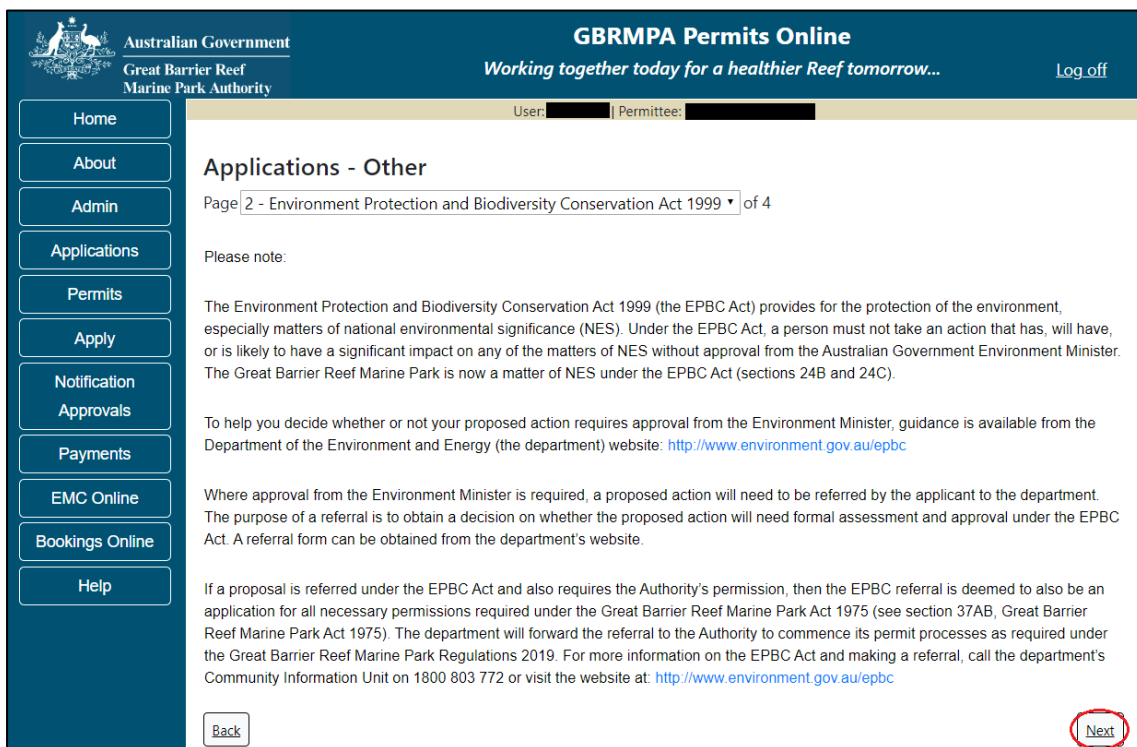 Australian Government
Great Barrier Reef
Marine Park Authority
GBRMPA Permits Online
Working together today for a healthier Reef tomorrow...
Log off
User: | Permittee:
Home
About
Admin
Applications
Permits
Apply
Notification
Approvals
Payments
EMC Online
Bookings Online
Help
Applications - Other
Page 2 - Environment Protection and Biodiversity Conservation Act 1999 of 4
Please note:
The Environment Protection and Biodiversity Conservation Act 1999 (the EPBC Act) provides for the protection of the environment,
especially matters of national environmental significance (NES). Under the EPBC Act, a person must not take an action that has, will have,
or is likely to have a significant impact on any of the matters of NES without approval from the Australian Government Environment Minister.
The Great Barrier Reef Marine Park is now a matter of NES under the EPBC Act (sections 24B and 24C).
To help you decide whether or not your proposed action requires approval from the Environment Minister, guidance is available from the
Department of the Environment and Energy (the department) website: http://www.environment.gov.au/epbc
Where approval from the Environment Minister is required, a proposed action will need to be referred by the applicant to the department.
The purpose of a referral is to obtain a decision on whether the proposed action will need formal assessment and approval under the EPBC
Act. A referral form can be obtained from the department's website.
If a proposal is referred under the EPBC Act and also requires the Authority's permission, then the EPBC referral is deemed to also be an
application for all necessary permissions required under the Great Barrier Reef Marine Park Act 1975 (see section 37AB, Great Barrier
Reef Marine Park Act 1975). The department will forward the referral to the Authority to commence its permit processes as required under
the Great Barrier Reef Marine Park Regulations 2019. For more information on the EPBC Act and making a referral, call the department's
Community Information Unit on 1800 803 772 or visit the website at: http://www.environment.gov.au/epbc
Back
Next